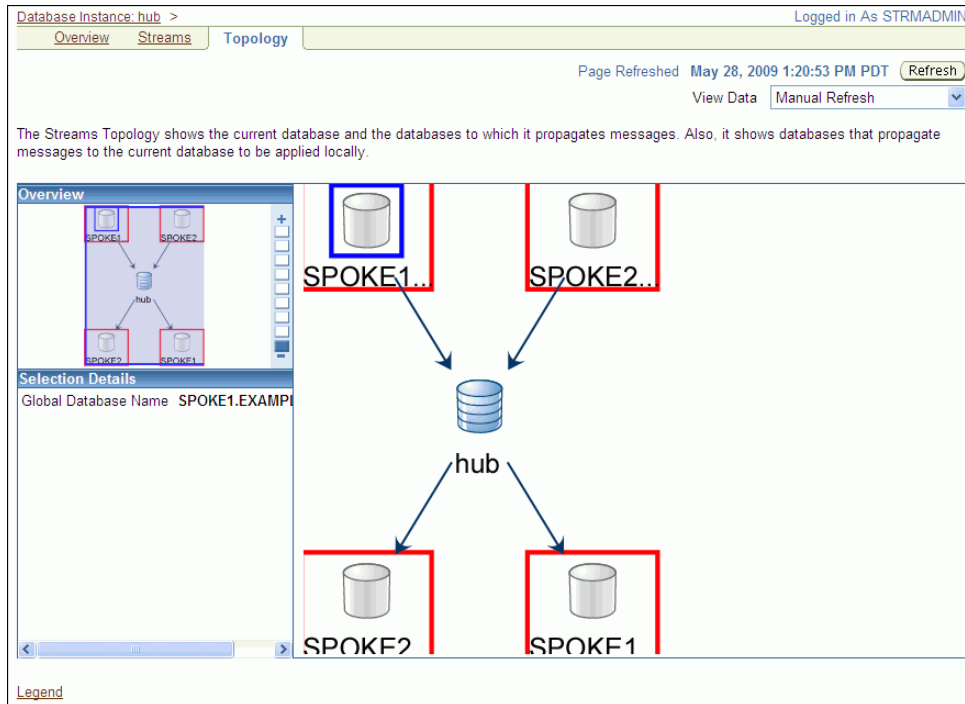 Database Instance: hub >
Logged in As STRMADMIN
Overview Streams Topology
Page Refreshed May 28, 2009 1:20:53 PM PDT Refresh
View Data Manual Refresh
The Streams Topology shows the current database and the databases to which it propagates messages. Also, it shows databases that propagate
messages to the current database to be applied locally.
Overview
+
SPOKE1... SPOKE2...
hub
SPOKE2 SPOKE1
-
Selection Details
Global Database Name SPOKE1.EXAMPL
SPOKE1... SPOKE2...
hub
SPOKE2 SPOKE1
Legend